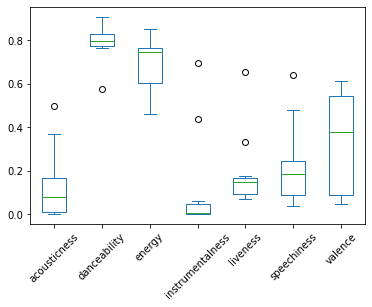 0.8
0.6
0.4
0.2
0.0
acousticness
danceability
energy
instrumentalness
liveness
speechiness
valence